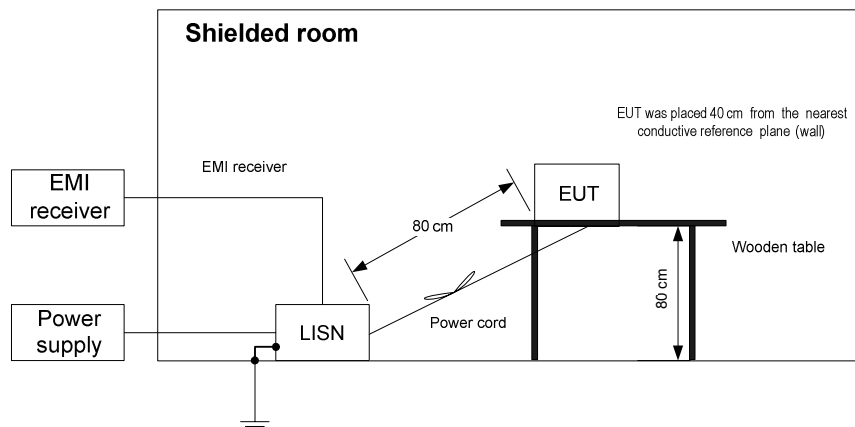 Shielded room
EUT was placed 40 cm from the nearest
conductive reference plane (wall)
EMI receiver
EMI
receiver
EUT
80 cm
Wooden table
80 cm
Power
supply
LISN
Power cord